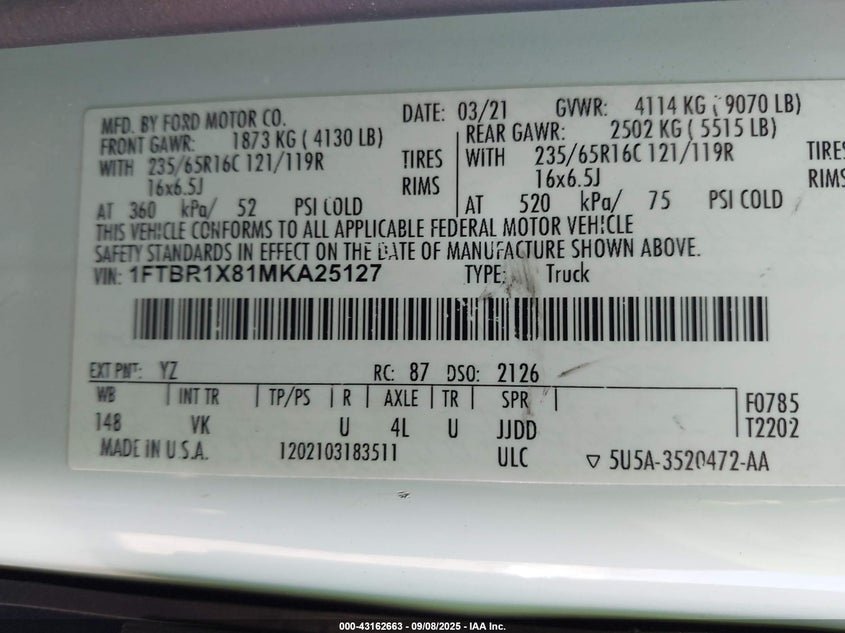 MFD. BY FORD MOTOR CO. DATE: 03/21 GVWR: 4114 KG ( 9070 LB)
FRONT GAWR: 1873 KG ( 4130 LB) REAR GAWR: 2502 KG ( 5515 LB)
WITH 235/65R16C 121/119R TIRES WITH 235/65R16C 121/119R TIRES
16x6.5J RIMS 16x6.5J RIMS
AT 360 kPa/ 52 PSI COLD AT 520 kPa/ 75 PSI COLD
THIS VEHICLE CONFORMS TO ALL APPLICABLE FEDERAL MOTOR VEHICLE
SAFETY STANDARDS IN EFFECT ON THE DATE OF MANUFACTURE SHOWN ABOVE.
VIN: 1FTBR1X81MKA25127 TYPE: Truck
EXT PNT: YZ RC: 87 DSO: 2126
WB INT TR TP/PS R AXLE TR SPR F0785
148 VK U 4L U JJDD T2202
MADE IN U.S.A. 1202103183511 ULC ▽ 5U5A-3520472-AA
000-43162663 - 09/08/2025 - IAA Inc.